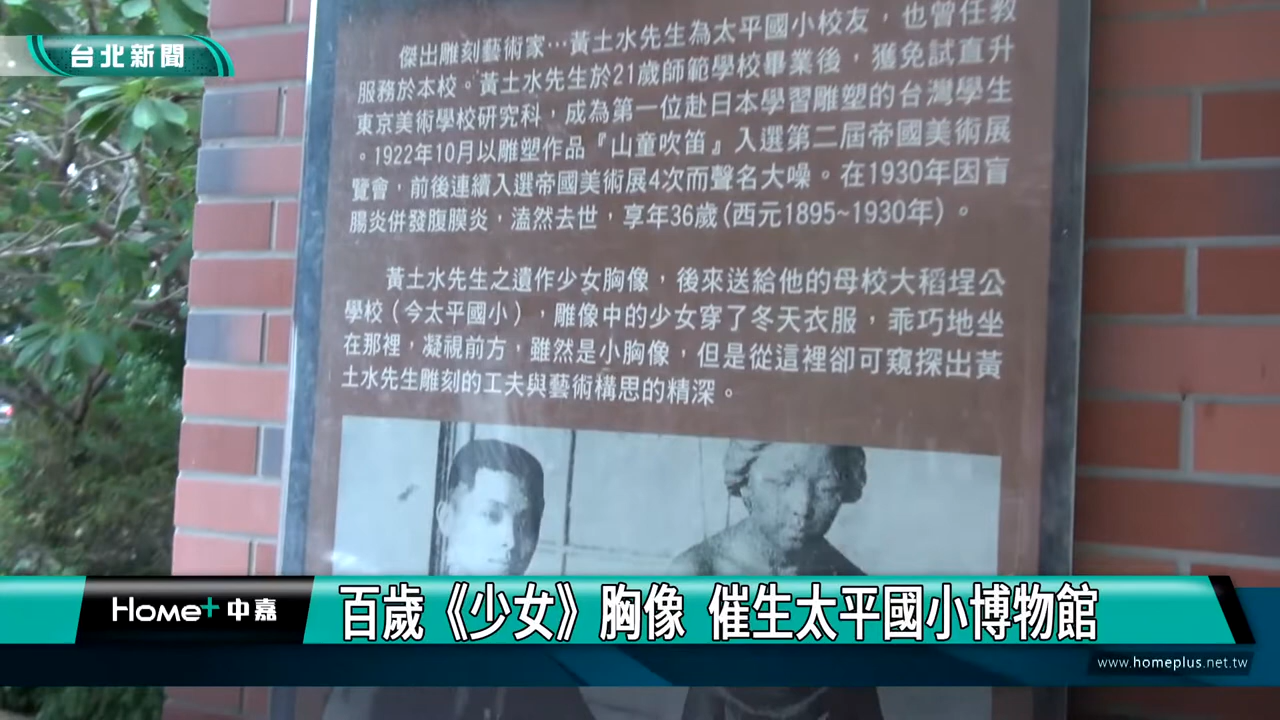 台北新聞
傑出雕刻藝術家…黃土水先生為太平國小校友，也曾任教
服務於本校。黃土水先生於21歲師範學校畢業後，獲免試直升
東京美術學校研究科，成為第一位赴日本學習雕塑的台灣學生
。1922年10月以雕塑作品『山童吹笛』入選第二屆帝國美術展
覽會，前後連續入選帝國美術展4次而聲名大噪。在1930年因盲
腸炎併發腹膜炎，溘然去世，享年36歲(西元1895~1930年)。
黃土水先生之遺作少女胸像，後來送給他的母校大稻埕公
學校（今太平國小），雕像中的少女穿了冬天衣服，乖巧地坐
在那裡，凝視前方，雖然是小胸像，但是從這裡卻可窺探出黃
土水先生雕刻的工夫與藝術構思的精深。
Home+ 中嘉
百歲《少女》胸像 催生太平國小博物館
www.homeplus.net.tw